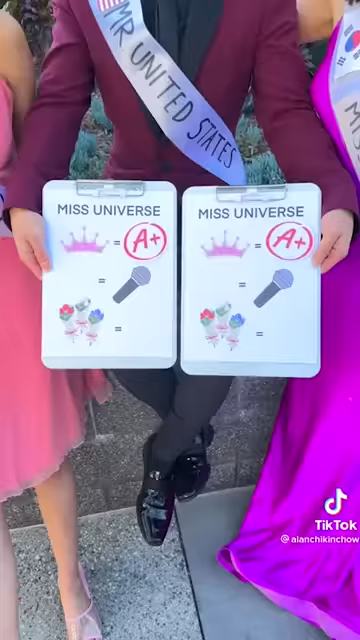 MR UNITED STATES
MISS UNIVERSE
= A+
=
=
MISS UNIVERSE
= A+
=
=
TikTok
@alanchikinchow